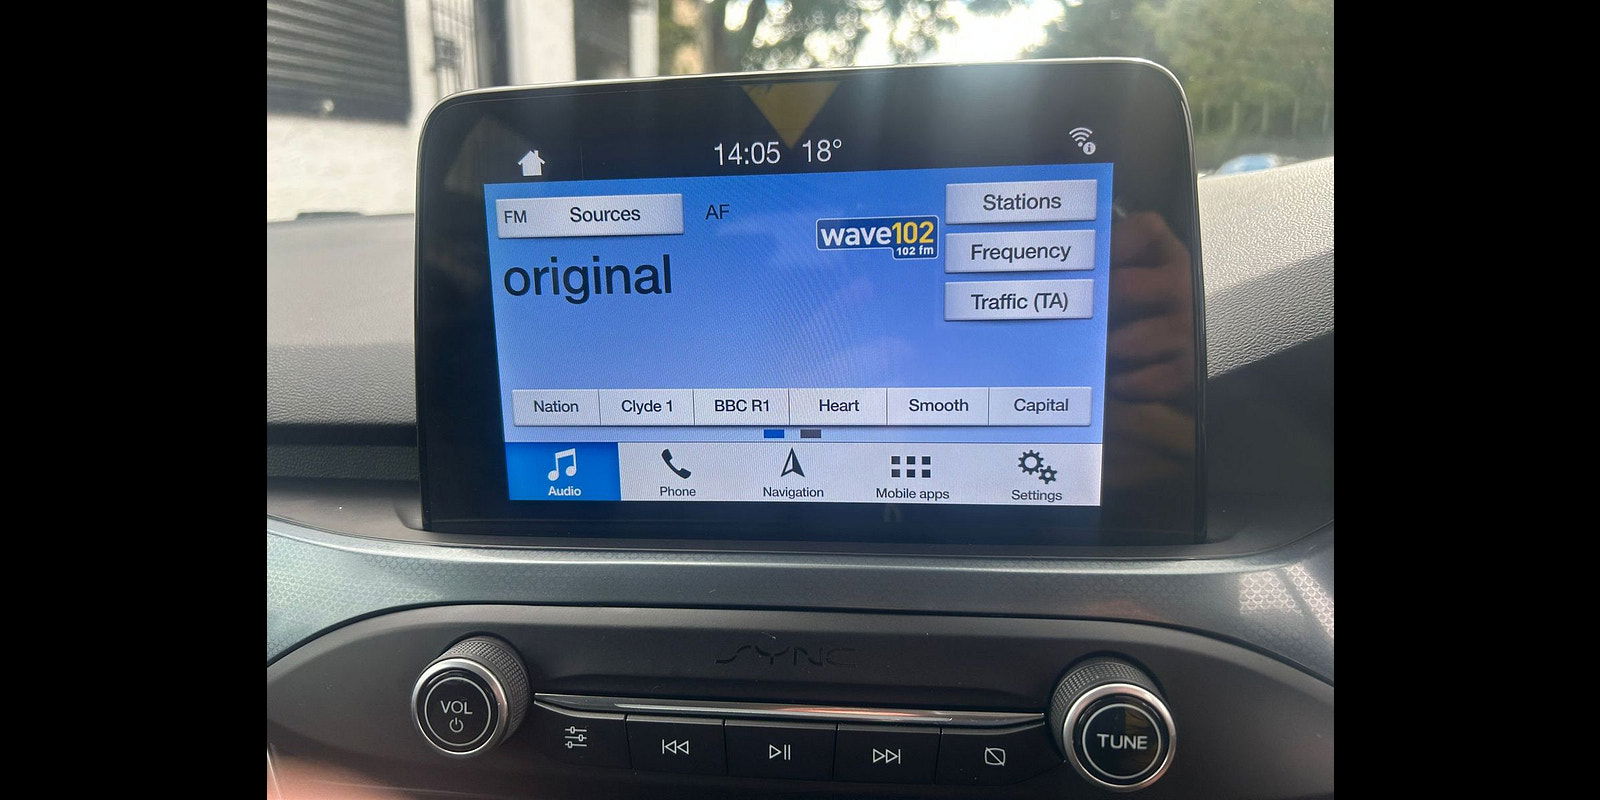 14:05 18°
FM Sources
AF
wave102
102 fm
Stations
Frequency
Traffic (TA)
original
Nation
Clyde 1
BBC R1
Heart
Smooth
Capital
Audio
Phone
Navigation
Mobile apps
Settings
SYNC
VOL
TUNE